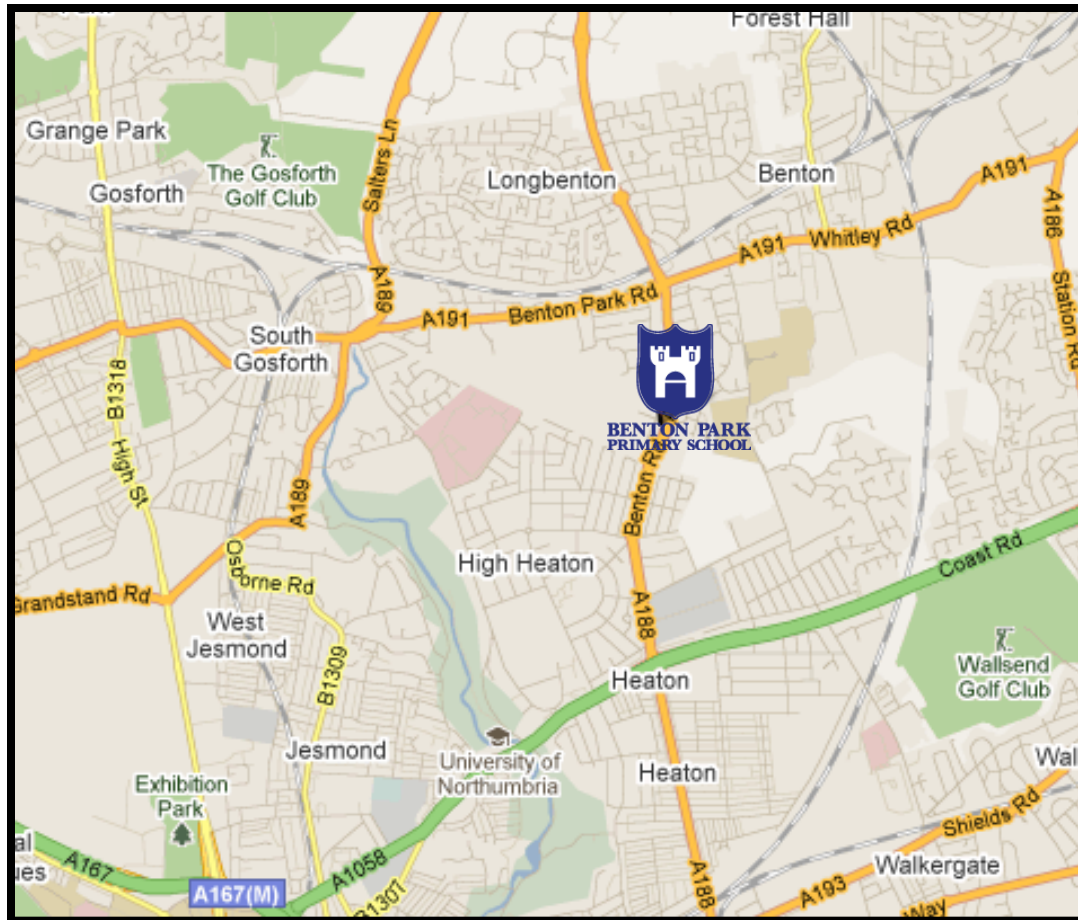 Forest Hall
Grange Park
Salters Ln
The Gosforth
Golf Club
Gosforth
Longbenton
Benton
A191
A186
Station Rd
Whitley Rd
A191
A189
Benton Park Rd
A191
South
Gosforth
B1318
High St
BENTON PARK
PRIMARY SCHOOL
Benton Rd
A189
Osborne Rd
High Heaton
Coast Rd
Grandstand Rd
A188
West
Jesmond
B1309
Heaton
Wallsend
Golf Club
Jesmond
University of
Northumbria
Heaton
Exhibition
Park
Shields Rd
A167
A1058
A167(M)
B1307
A188
A193
Walkergate
Way